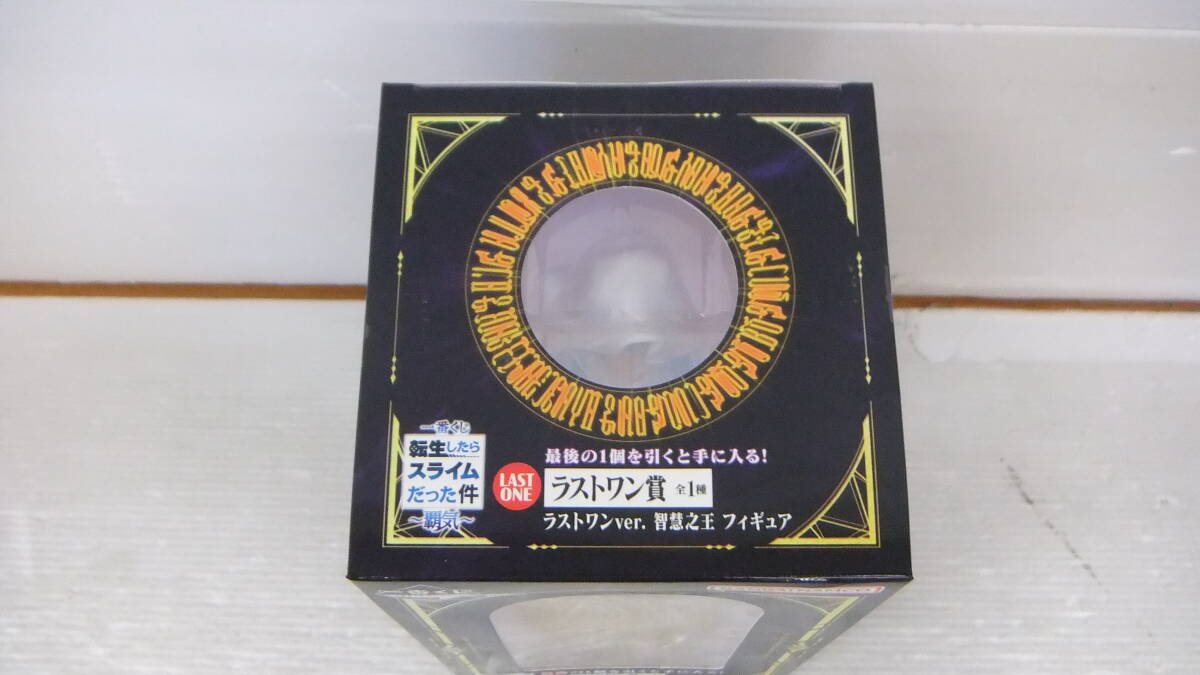 一番くじ
転生したら
スライム
だった件
~覇気~
最後の1個を引くと手に入る!
LAST
ONE
ラストワン賞 全1種
ラストワンver. 智慧之王 フィギュア